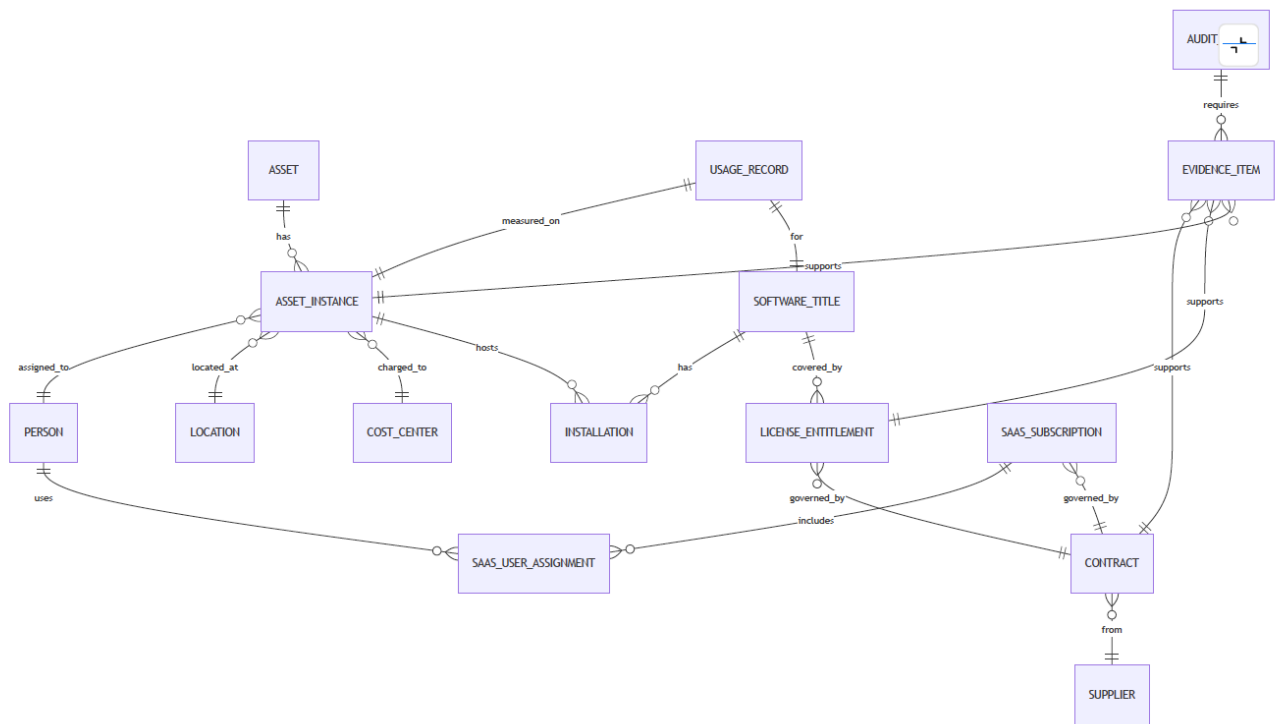 AUDIT_
requires
ASSET
USAGE_RECORD
EVIDENCE_ITEM
measured_on
has
for
supports
ASSET_INSTANCE
SOFTWARE_TITLE
supports
hosts
assigned_to
located_at
charged_to
has
covered_by
supports
PERSON
LOCATION
COST_CENTER
INSTALLATION
LICENSE_ENTITLEMENT
SAAS_SUBSCRIPTION
uses
governed_by
governed_by
includes
SAAS_USER_ASSIGNMENT
CONTRACT
from
SUPPLIER